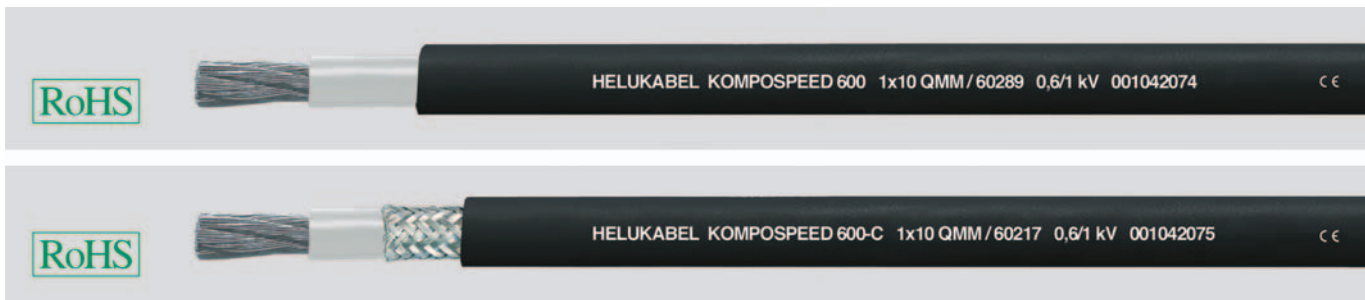 RoHS
HELUKABEL KOMPOSPEED 600 1x10 QMM / 60289 0,6/1 kV 001042074 CE
RoHS
HELUKABEL KOMPOSPEED 600-C 1x10 QMM / 60217 0,6/1 kV 001042075 CE